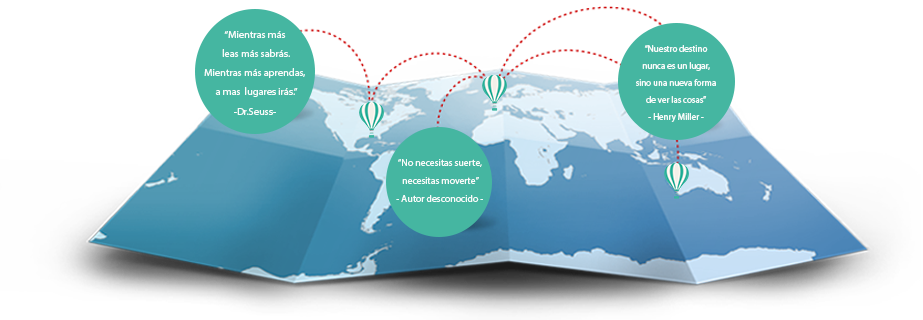 “Mientras más
leas más sabrás.
Mientras más aprendas,
a mas lugares irás.”
-Dr.Seuss-
“No necesitas suerte,
necesitas moverte”
- Autor desconocido -
“Nuestro destino
nunca es un lugar,
sino una nueva forma
de ver las cosas”
- Henry Miller -